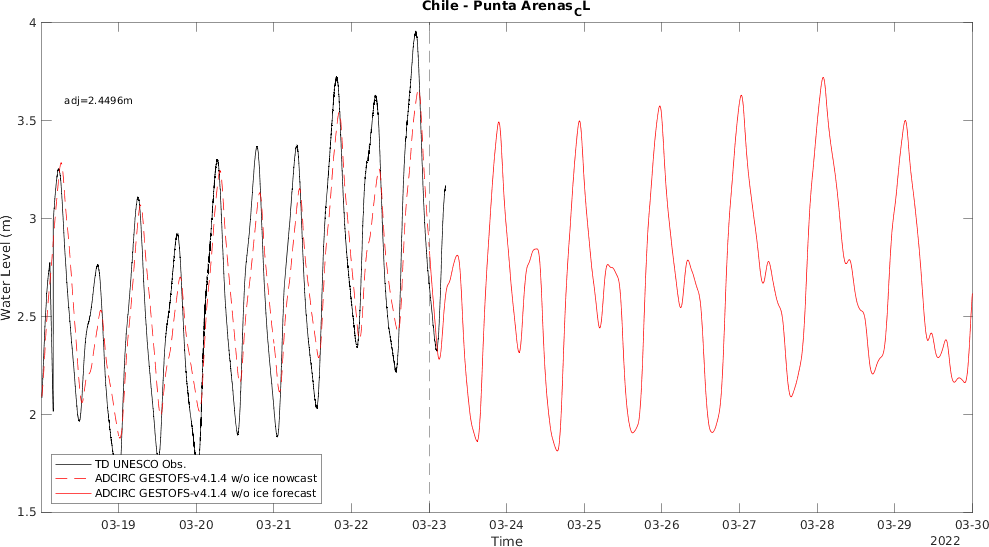 Chile - Punta Arenas_CL
4
adj=2.4496m
3.5
3
Water Level (m)
2.5
2
TD UNESCO Obs.
ADCIRC GESTOFS-v4.1.4 w/o ice nowcast
ADCIRC GESTOFS-v4.1.4 w/o ice forecast
1.5
03-19 03-20 03-21 03-22 03-23 03-24 03-25 03-26 03-27 03-28 03-29 03-30
Time
2022